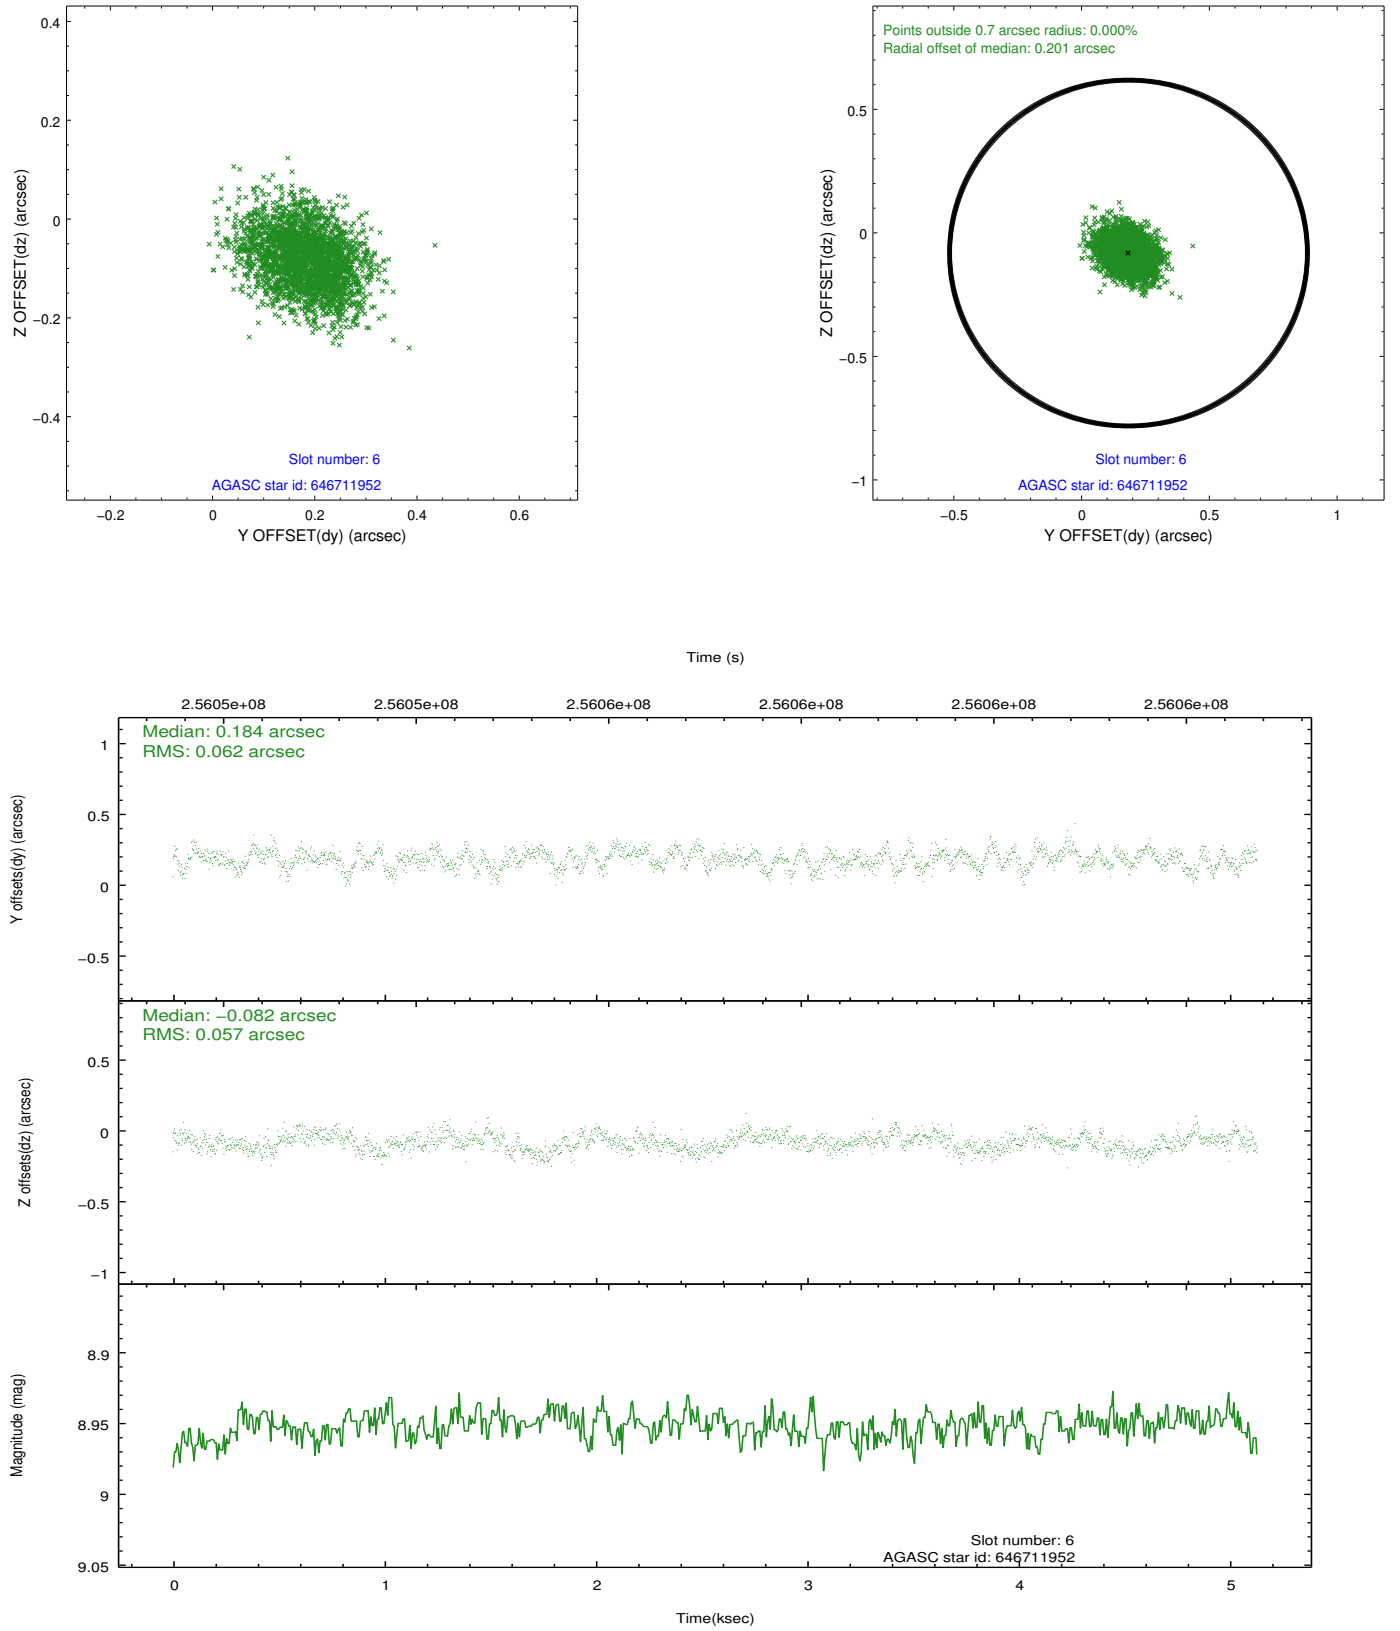 0.4
0.2
0
−0.2
−0.4
Z OFFSET(dz) (arcsec)
Slot number: 6
AGASC star id: 646711952
−0.2
0
0.2
0.4
0.6
Y OFFSET(dy) (arcsec)
Points outside 0.7 arcsec radius: 0.000%
Radial offset of median: 0.201 arcsec
0.5
0
−0.5
−1
Z OFFSET(dz) (arcsec)
Slot number: 6
AGASC star id: 646711952
−0.5
0
0.5
1
Y OFFSET(dy) (arcsec)
Time (s)
2.5605e+08
2.5605e+08
2.5606e+08
2.5606e+08
2.5606e+08
2.5606e+08
Median: 0.184 arcsec
RMS: 0.062 arcsec
1
0.5
0
−0.5
Y offsets(dy) (arcsec)
Median: −0.082 arcsec
RMS: 0.057 arcsec
0.5
0
−0.5
−1
Z offsets(dz) (arcsec)
8.9
8.95
9
9.05
Magnitude (mag)
Slot number: 6
AGASC star id: 646711952
0
1
2
3
4
5
Time(ksec)